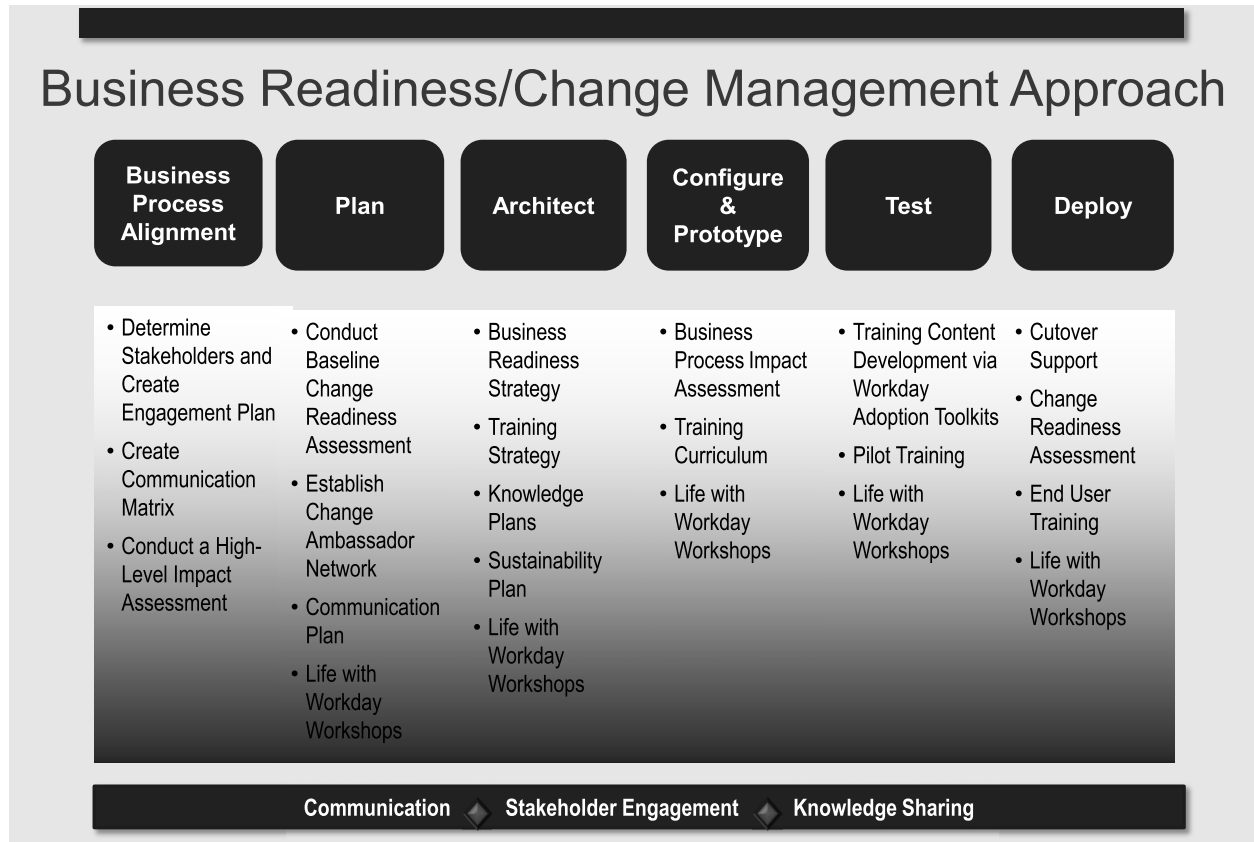 Business Readiness/Change Management Approach
Business
Process
Alignment
Plan
Architect
Configure
&
Prototype
Test
Deploy
• Determine
Stakeholders and
Create
Engagement Plan
• Create
Communication
Matrix
• Conduct a High-
Level Impact
Assessment
• Conduct
Baseline
Change
Readiness
Assessment
• Establish
Change
Ambassador
Network
• Communication
Plan
• Life with
Workday
Workshops
• Business
Readiness
Strategy
• Training
Strategy
• Knowledge
Plans
• Sustainability
Plan
• Life with
Workday
Workshops
• Business
Process Impact
Assessment
• Training
Curriculum
• Life with
Workday
Workshops
• Training Content
Development via
Workday
Adoption Toolkits
• Pilot Training
• Life with
Workday
Workshops
• Cutover
Support
• Change
Readiness
Assessment
• End User
Training
• Life with
Workday
Workshops
Communication Stakeholder Engagement Knowledge Sharing